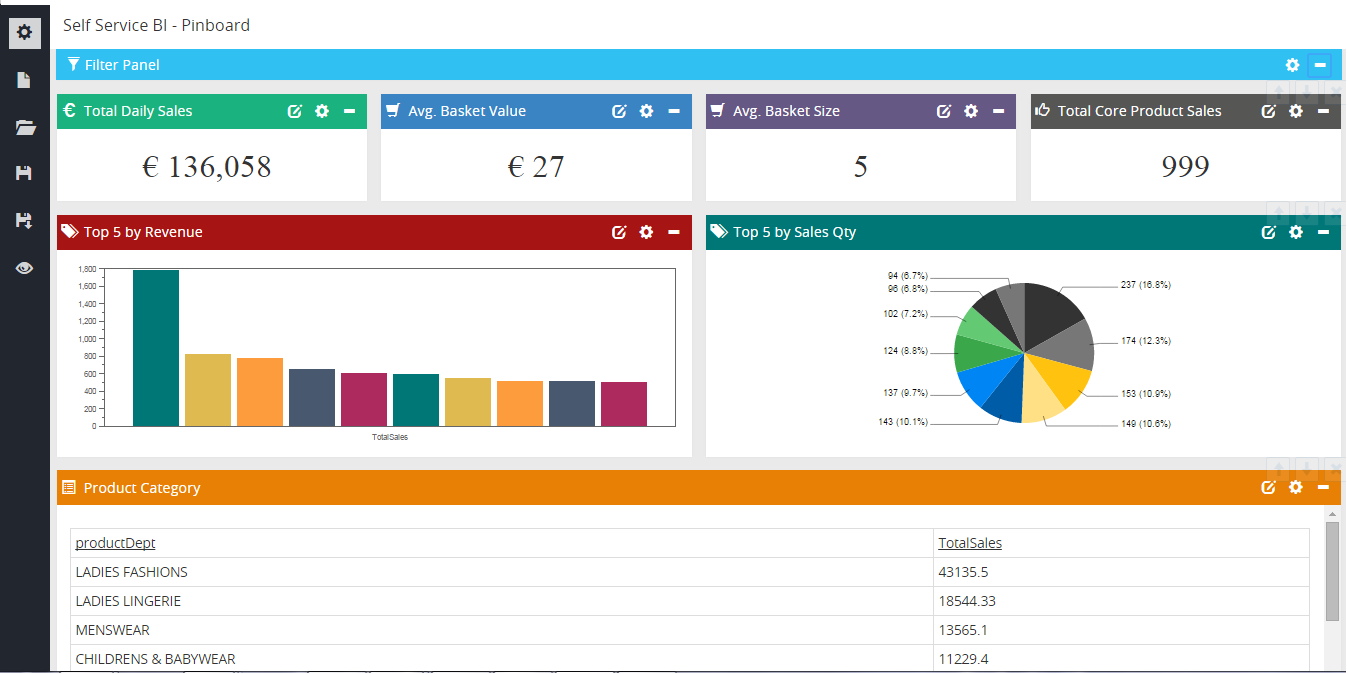 Self Service BI - Pinboard
Filter Panel
€ Total Daily Sales
Avg. Basket Value
Avg. Basket Size
Total Core Product Sales
€ 136,058
€ 27
5
999
Top 5 by Revenue
Top 5 by Sales Qty
1,800
1,600
1,400
1,200
1,000
800
600
400
200
0
TotalSales
94 (6.7%)
96 (6.8%)
102 (7.2%)
124 (8.8%)
137 (9.7%)
143 (10.1%)
237 (16.8%)
174 (12.3%)
153 (10.9%)
149 (10.6%)
Product Category
productDept TotalSales
LADIES FASHIONS 43135.5
LADIES LINGERIE 18544.33
MENSWEAR 13565.1
CHILDRENS & BABYWEAR 11229.4